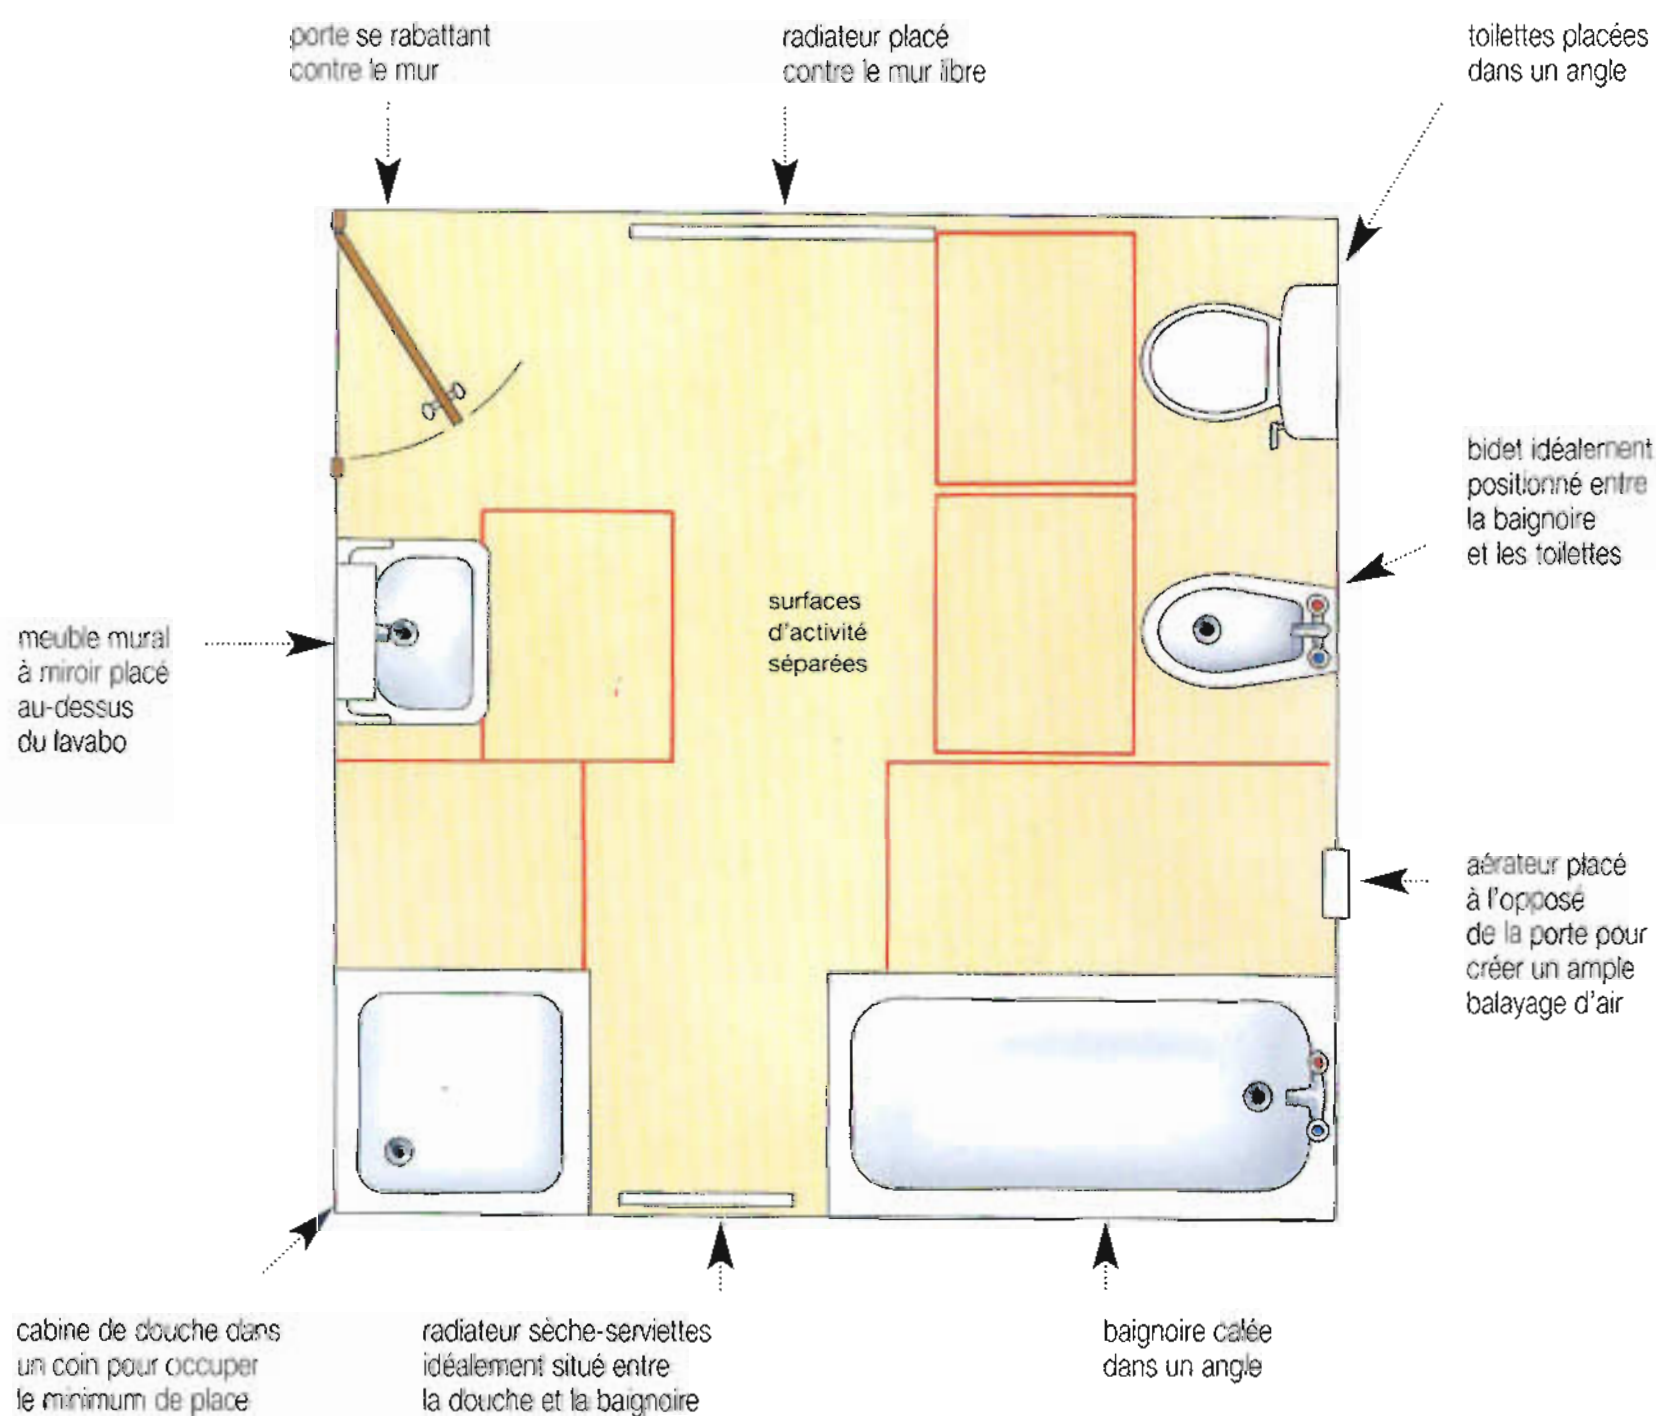 porte se rabattant
contre le mur
radiateur placé
contre le mur libre
toilettes placées
dans un angle
bidet idéalement
positionné entre
la baignoire
et les toilettes
surfaces
d'activité
séparées
meuble mural
à miroir placé
au-dessus
du lavabo
aérateur placé
à l'opposé
de la porte pour
créer un ample
balayage d'air
cabine de douche dans
un coin pour occuper
le minimum de place
radiateur sèche-serviettes
idéalement situé entre
la douche et la baignoire
baignoire calée
dans un angle